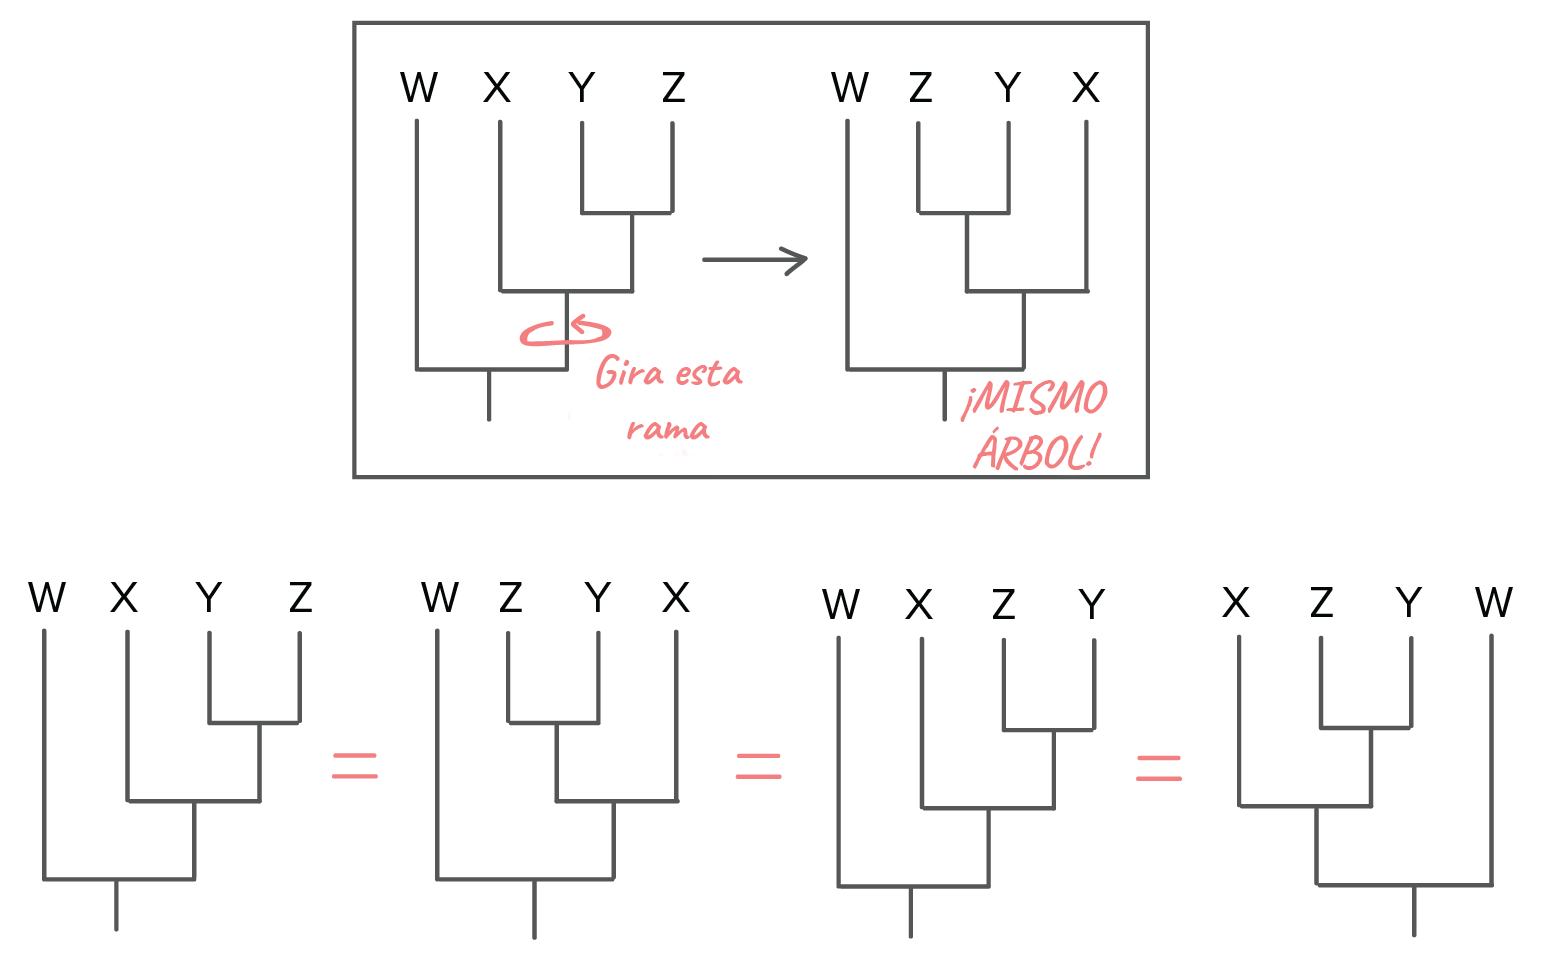 W X Y Z
W Z Y X
Gira esta
rama
¡MISMO
ÁRBOL!
W X Y Z
W Z Y X
W X Z Y
X Z Y W